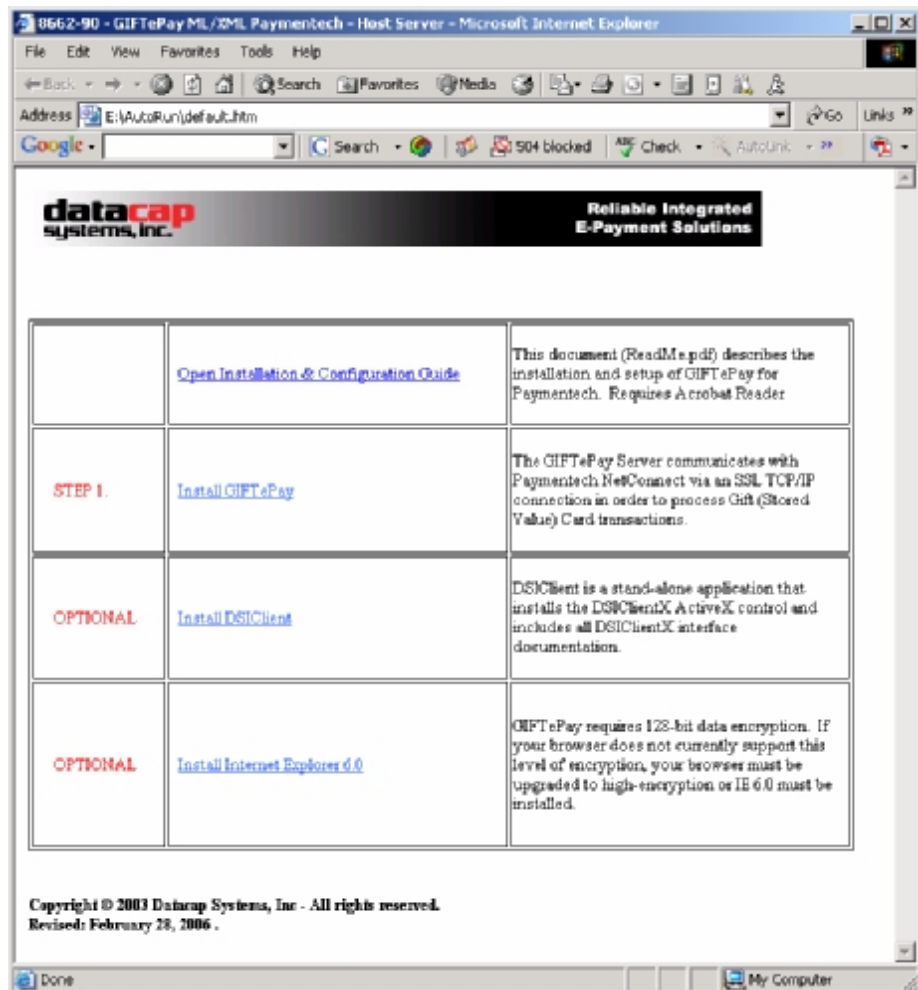 8662-90 - GIFTePay ML/XML Paymentech - Host Server - Microsoft Internet Explorer
File Edit View Favorites Tools Help
Back Search Favorites Media
Address E:\AutoRun\default.htm Go Links »
Google Search 504 blocked Check AutoLink »
datacap
systems, inc.
Reliable Integrated
E-Payment Solutions
Open Installation & Configuration Guide
This document (ReadMe.pdf) describes the
installation and setup of GIFTePay for
Paymentech. Requires Acrobat Reader
STEP 1.
Install GIFTePay
The GIFTePay Server communicates with
Paymentech NetConnect via an SSL TCP/IP
connection in order to process Gift (Stored
Value) Card transactions.
OPTIONAL
Install DSIClient
DSIClient is a stand-alone application that
installs the DSIClientX ActiveX control and
includes all DSIClientX interface
documentation.
OPTIONAL
Install Internet Explorer 6.0
GIFTePay requires 128-bit data encryption. If
your browser does not currently support this
level of encryption, your browser must be
upgraded to high-encryption or IE 6.0 must be
installed.
Copyright © 2003 Datacap Systems, Inc - All rights reserved.
Revised: February 28, 2006 .
Done My Computer